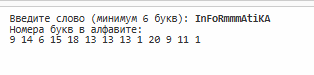 Введите слово (минимум 6 букв): InFoRmmmAtiKA
Номера букв в алфавите:
9 14 6 15 18 13 13 13 1 20 9 11 1